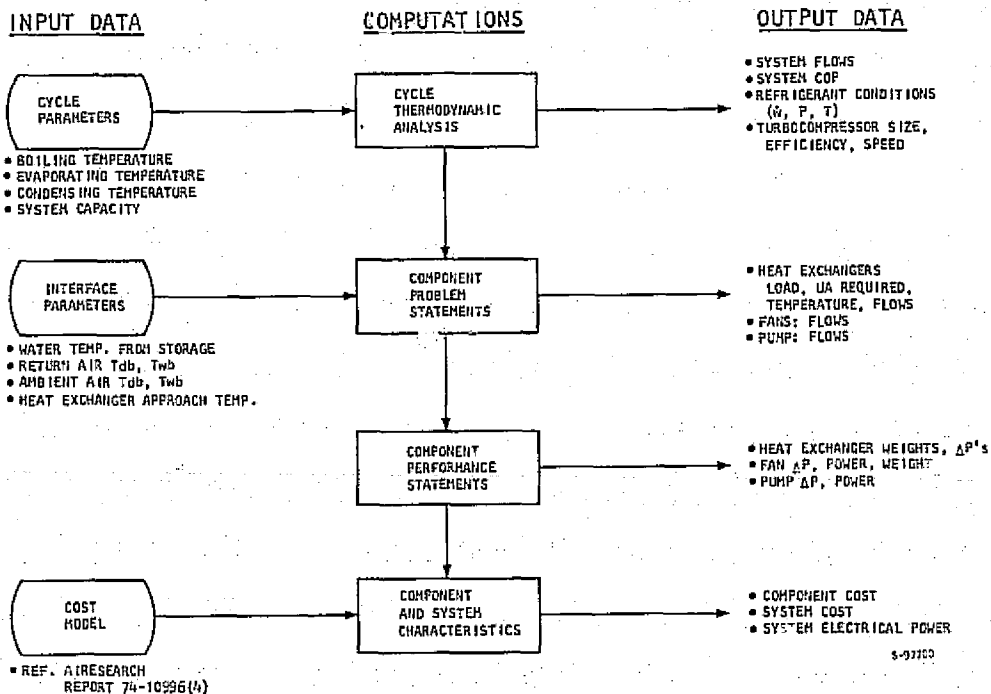 INPUT DATA
COMPUTATIONS
OUTPUT DATA
CYCLE
PARAMETERS
• BOILING TEMPERATURE
• EVAPORATING TEMPERATURE
• CONDENSING TEMPERATURE
• SYSTEM CAPACITY
CYCLE
THERMODYNAMIC
ANALYSIS
• SYSTEM FLOWS
• SYSTEM COP
• REFRIGERANT CONDITIONS
(ẇ, P, T)
• TURBOCOMPRESSOR SIZE,
EFFICIENCY, SPEED
INTERFACE
PARAMETERS
• WATER TEMP. FROM STORAGE
• RETURN AIR Tdb, Twb
• AMBIENT AIR Tdb, Twb
• HEAT EXCHANGER APPROACH TEMP.
COMPONENT
PROBLEM
STATEMENTS
• HEAT EXCHANGERS
LOAD, UA REQUIRED,
TEMPERATURE, FLOWS
• FANS: FLOWS
• PUMP: FLOWS
COMPONENT
PERFORMANCE
STATEMENTS
• HEAT EXCHANGER WEIGHTS, ΔP's
• FAN ΔP, POWER, WEIGHT
• PUMP ΔP, POWER
COST
MODEL
• REF. AIRESEARCH
REPORT 74-10996(4)
COMPONENT
AND SYSTEM
CHARACTERISTICS
• COMPONENT COST
• SYSTEM COST
• SYSTEM ELECTRICAL POWER